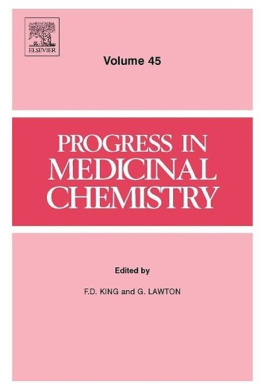 ELSEVIER
Volume 45
PROGRESS IN
MEDICINAL
CHEMISTRY
Edited by
F.D. KING and G. LAWTON